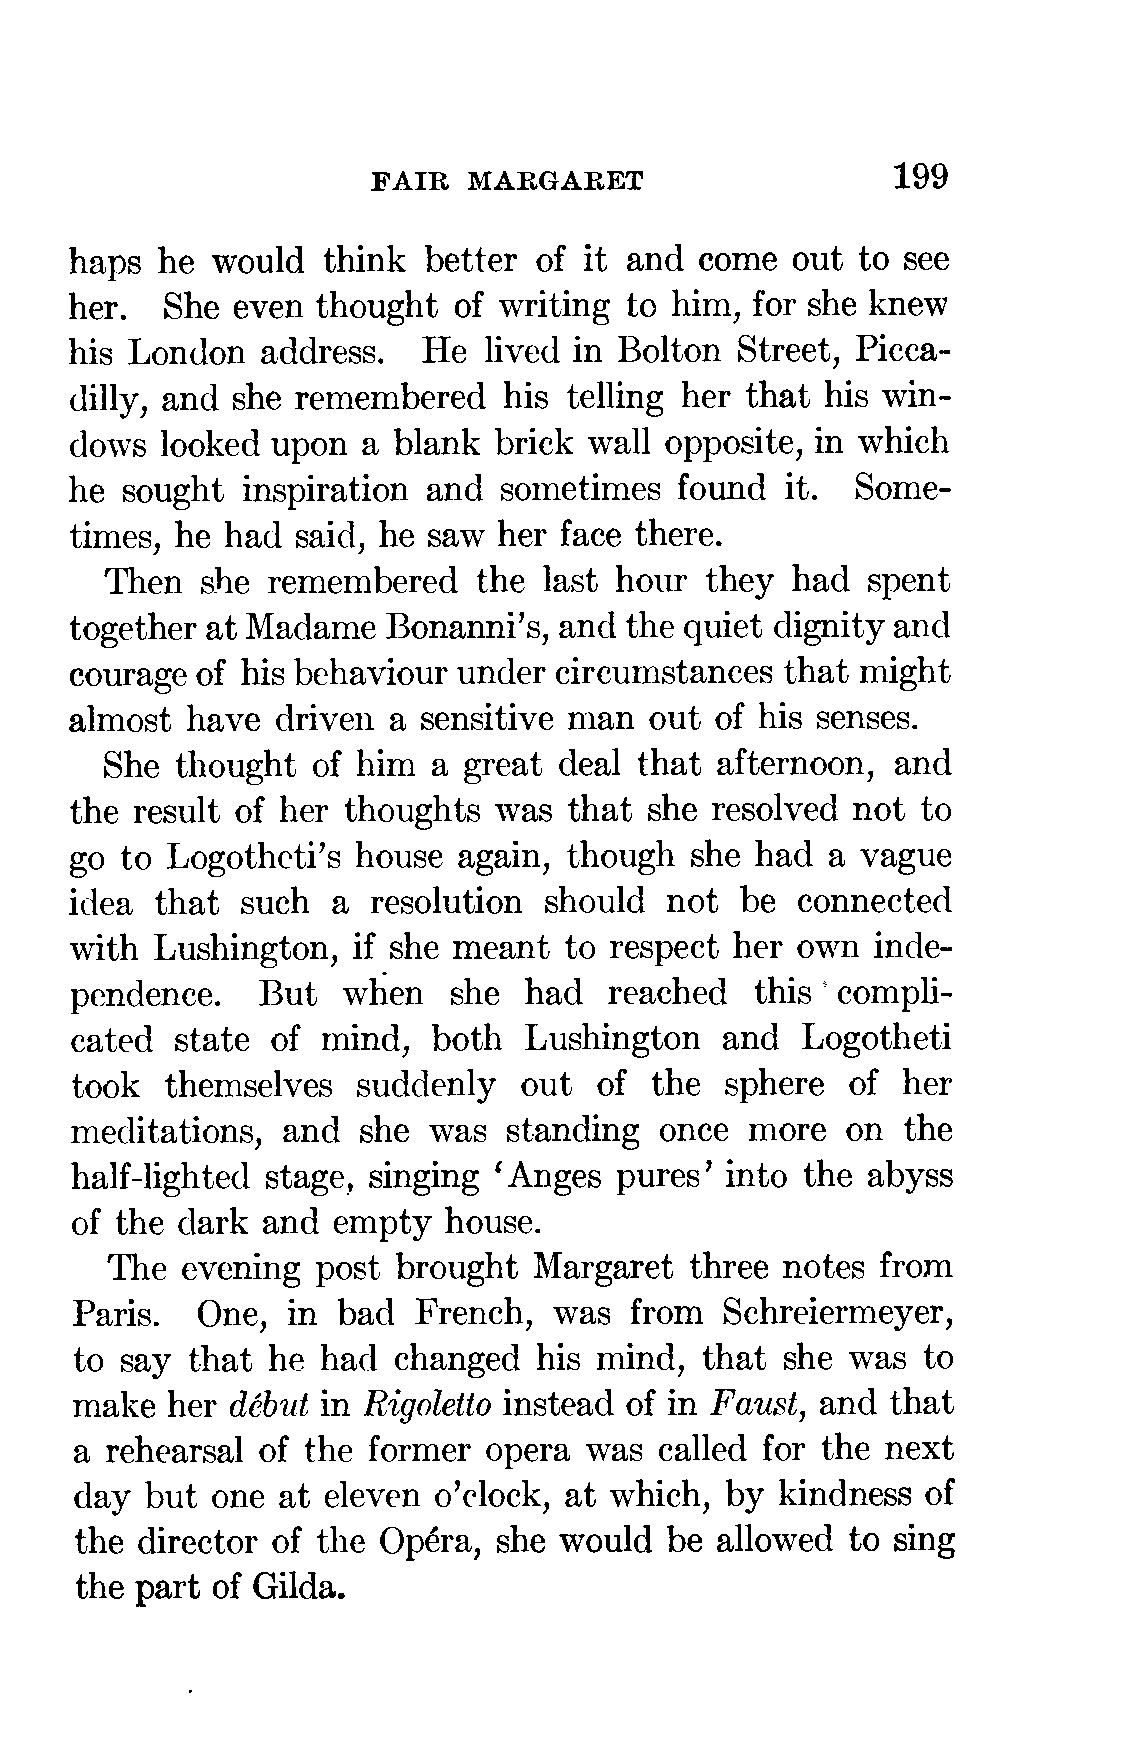 FAIR MARGARET 199
haps he would think better of it and come out to see
her. She even thought of writing to him, for she knew
his London address. He lived in Bolton Street, Picca-
dilly, and she remembered his telling her that his win-
dows looked upon a blank brick wall opposite, in which
he sought inspiration and sometimes found it. Some-
times, he had said, he saw her face there.
Then she remembered the last hour they had spent
together at Madame Bonanni's, and the quiet dignity and
courage of his behaviour under circumstances that might
almost have driven a sensitive man out of his senses.
She thought of him a great deal that afternoon, and
the result of her thoughts was that she resolved not to
go to Logotheti's house again, though she had a vague
idea that such a resolution should not be connected
with Lushington, if she meant to respect her own inde-
pendence. But when she had reached this compli-
cated state of mind, both Lushington and Logotheti
took themselves suddenly out of the sphere of her
meditations, and she was standing once more on the
half-lighted stage, singing 'Anges pures' into the abyss
of the dark and empty house.
The evening post brought Margaret three notes from
Paris. One, in bad French, was from Schreiermeyer,
to say that he had changed his mind, that she was to
make her début in Rigoletto instead of in Faust, and that
a rehearsal of the former opera was called for the next
day but one at eleven o'clock, at which, by kindness of
the director of the Opéra, she would be allowed to sing
the part of Gilda.